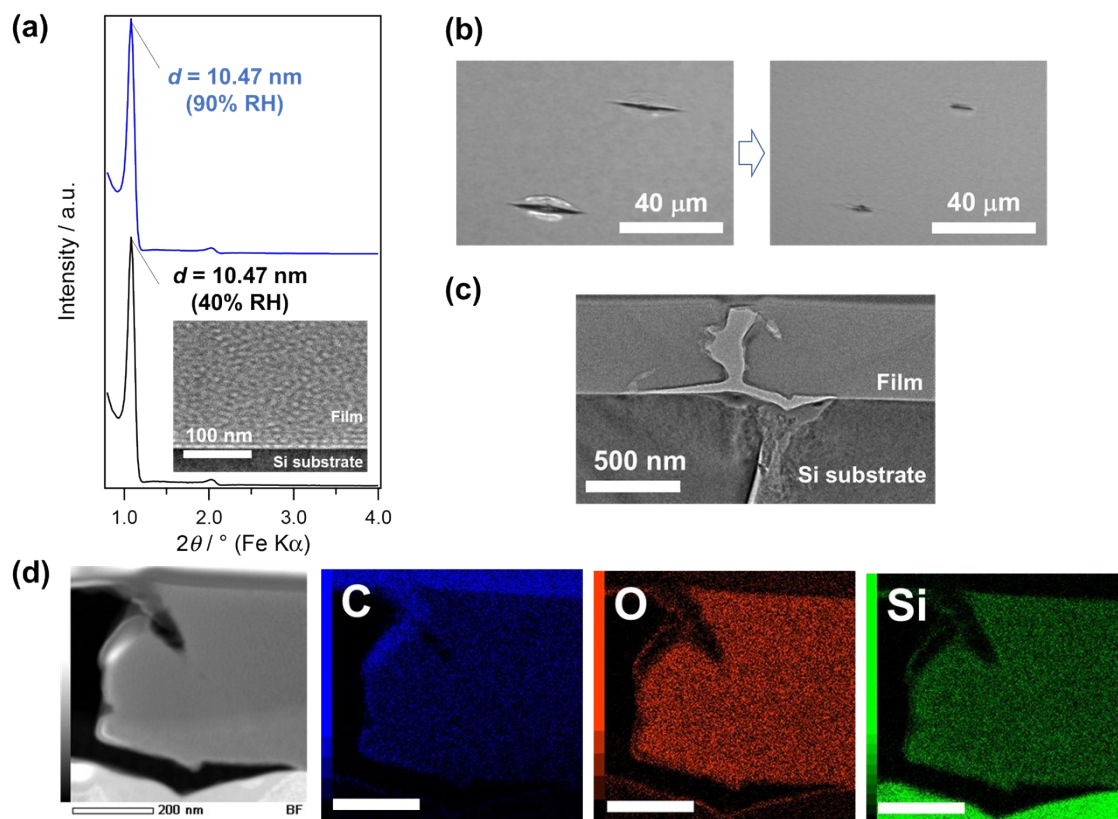 (a)
d = 10.47 nm
(90% RH)
d = 10.47 nm
(40% RH)
Film
100 nm
Si substrate
Intensity / a.u.
1.0 2.0 3.0 4.0
2θ / ° (Fe Kα)
(b)
40 μm
40 μm
(c)
Film
500 nm
Si substrate
(d)
200 nm
BF
C
O
Si